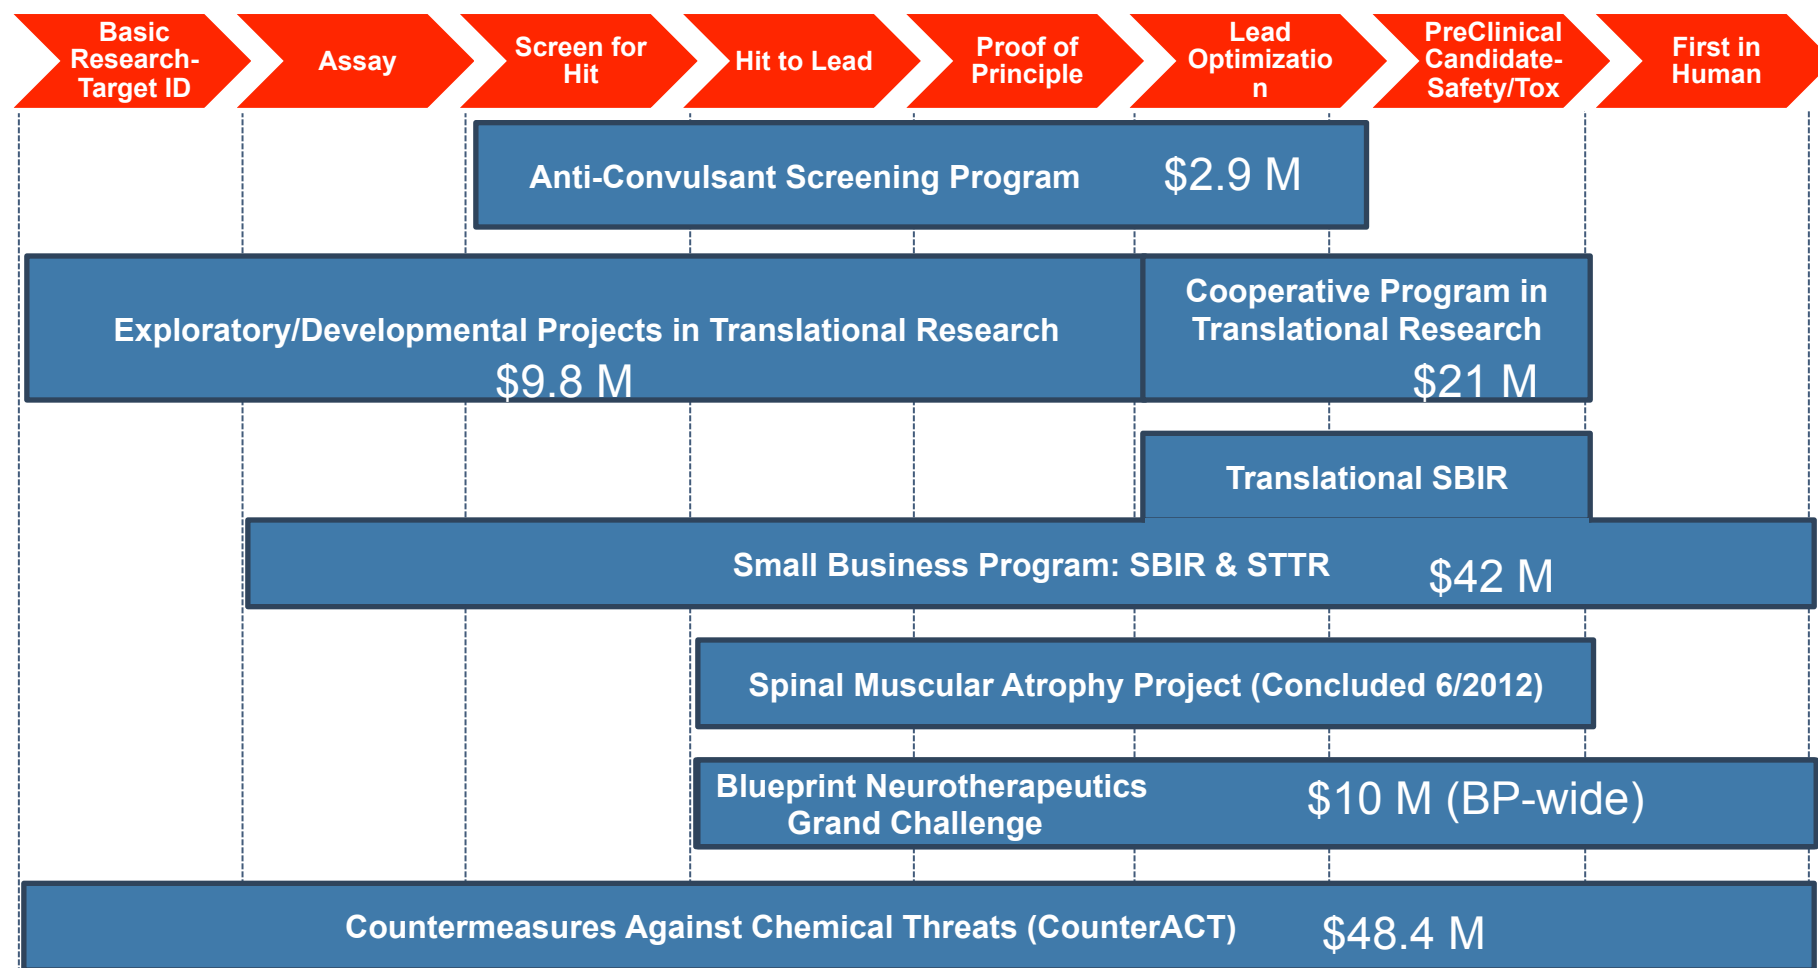 Basic
Research-
Target ID
Assay
Screen for
Hit
Hit to Lead
Proof of
Principle
Lead
Optimizatio
n
PreClinical
Candidate-
Safety/Tox
First in
Human
Anti-Convulsant Screening Program $2.9 M
Exploratory/Developmental Projects in Translational Research
$9.8 M
Cooperative Program in
Translational Research
$21 M
Translational SBIR
Small Business Program: SBIR & STTR $42 M
Spinal Muscular Atrophy Project (Concluded 6/2012)
Blueprint Neurotherapeutics
Grand Challenge
$10 M (BP-wide)
Countermeasures Against Chemical Threats (CounterACT) $48.4 M